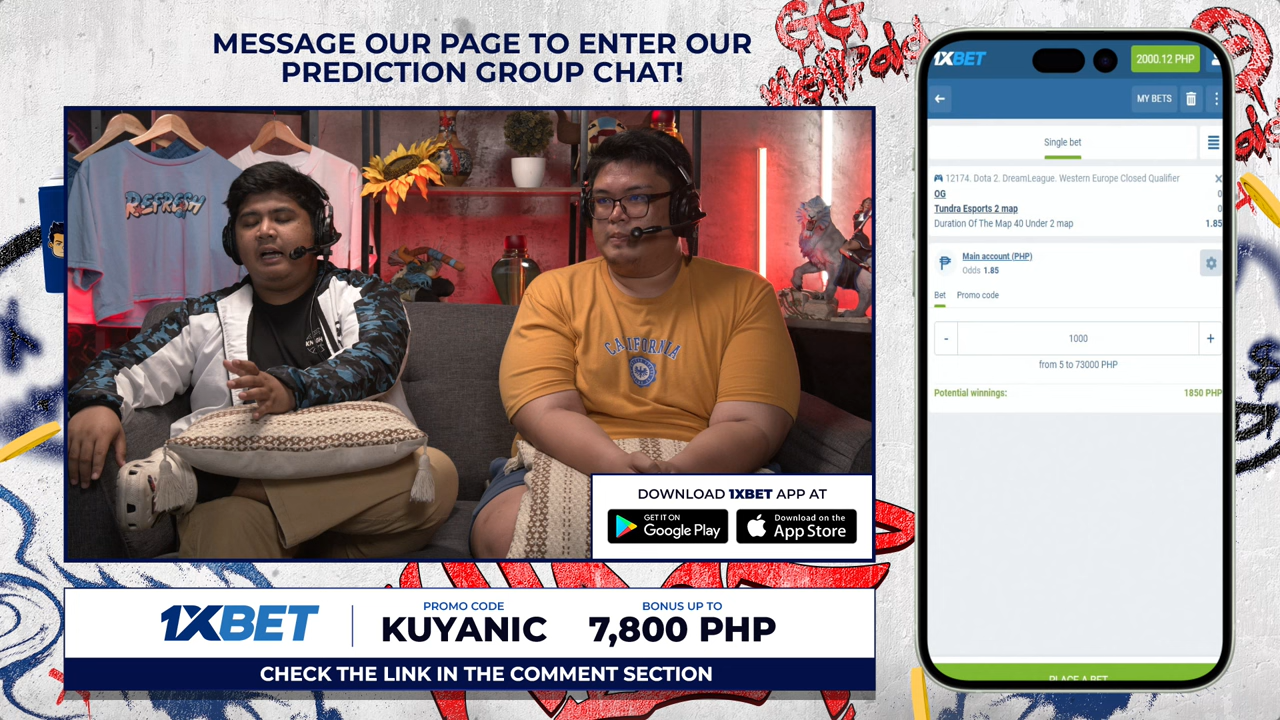 MESSAGE OUR PAGE TO ENTER OUR
PREDICTION GROUP CHAT!
REFRESH
CALIFORNIA
DOWNLOAD 1XBET APP AT
GET IT ON
Google Play
Download on the
App Store
1XBET
PROMO CODE
KUYANIC
BONUS UP TO
7,800 PHP
CHECK THE LINK IN THE COMMENT SECTION
GG
1XBET
2000.12 PHP
MY BETS
Single bet
12174. Dota 2. DreamLeague. Western Europe Closed Qualifier
OG
0
Tundra Esports 2 map
0
Duration Of The Map 40 Under 2 map
1.85
Main account (PHP)
Odds 1.85
Bet
Promo code
-
1000
+
from 5 to 73000 PHP
Potential winnings:
1850 PHP
PLACE A BET